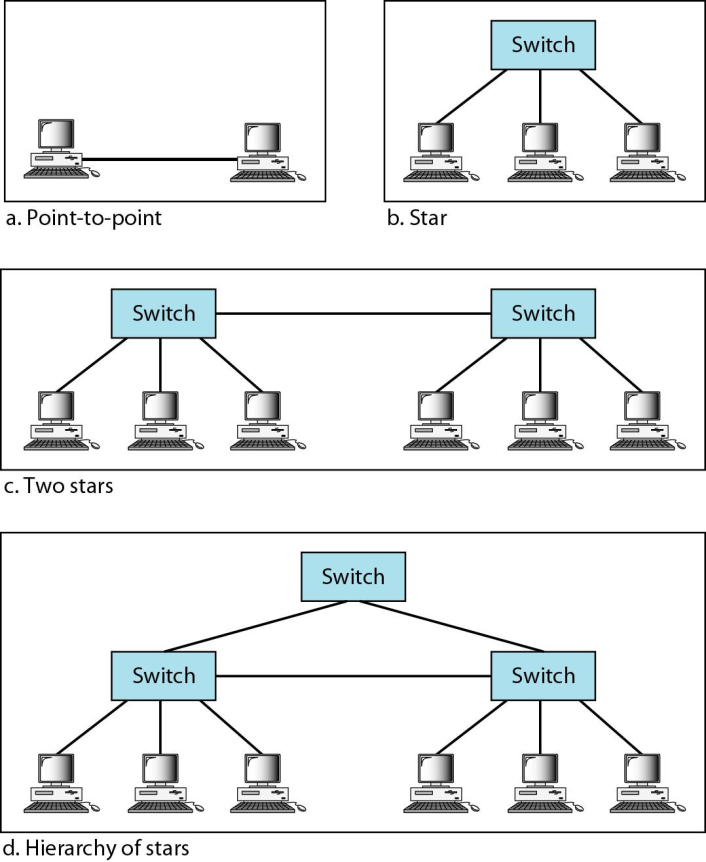 Switch
a. Point-to-point
b. Star
Switch
Switch
c. Two stars
Switch
Switch
Switch
d. Hierarchy of stars